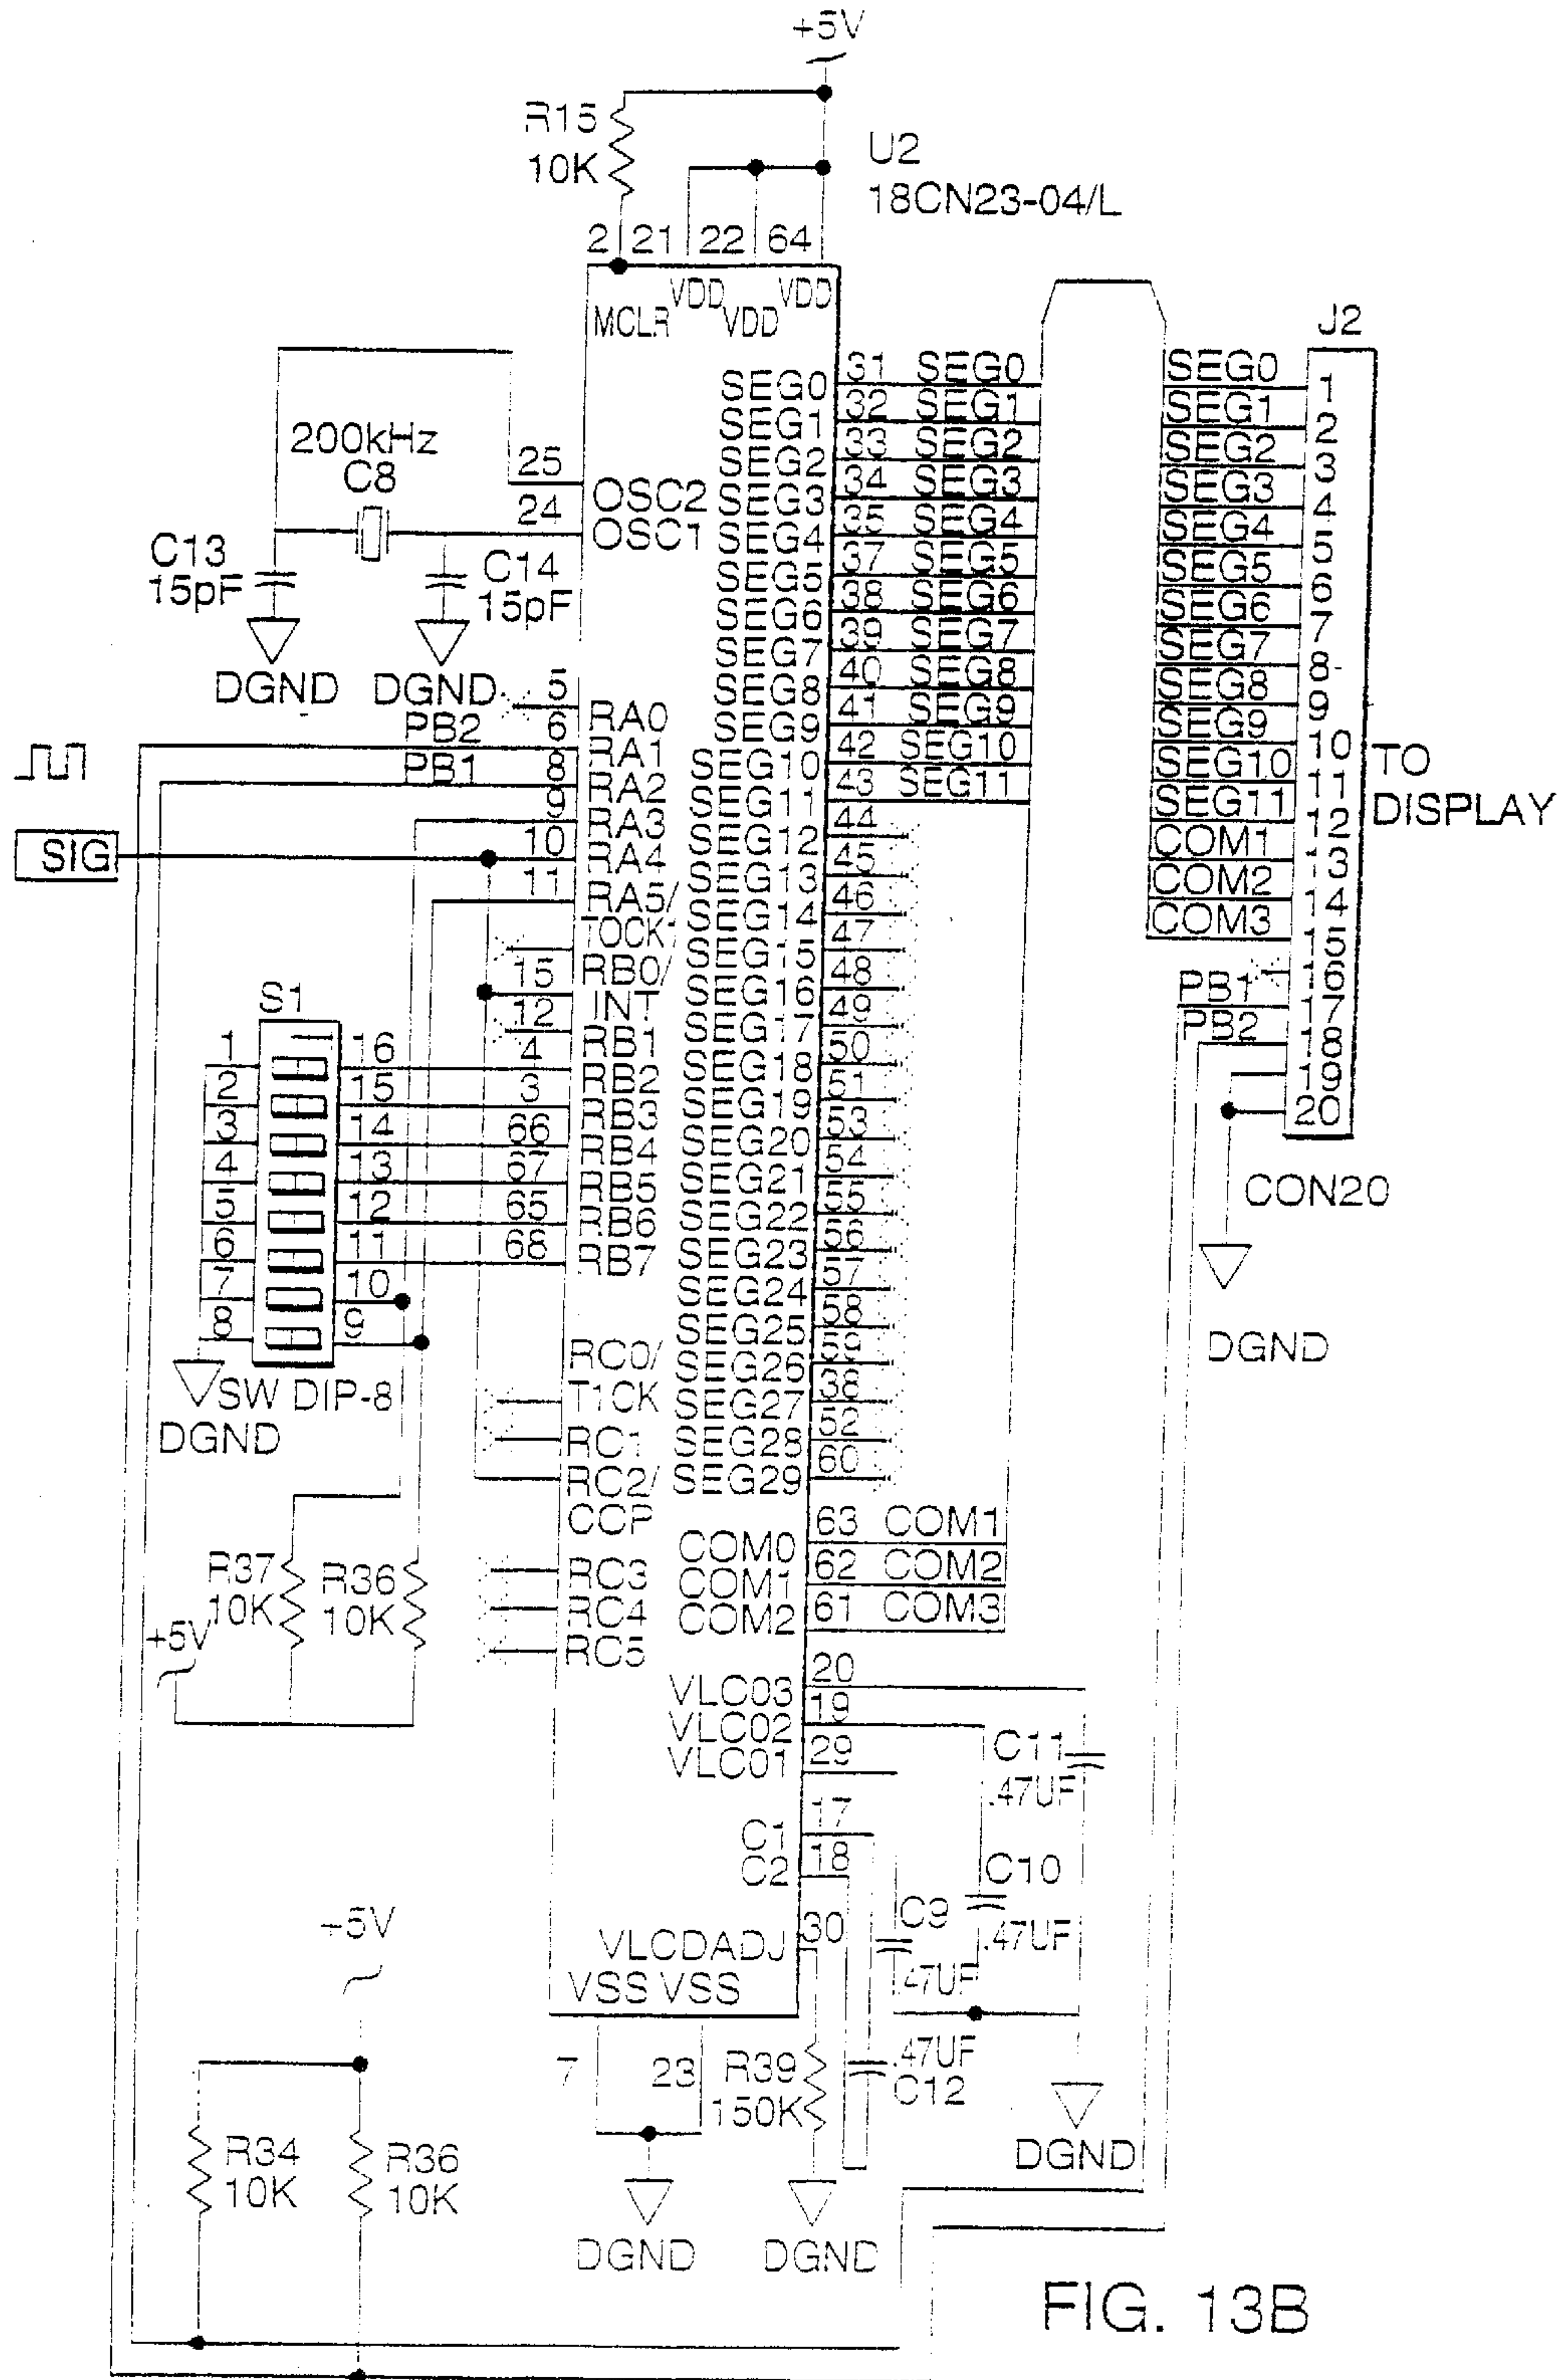 +5V
R15
10K
U2
18CN23-04/L
2 21 22 64
MCLR VDD VDD VDD
J2
200kHz
C8
25 OSC2
24 OSC1
C13
15pF
C14
15pF
DGND DGND
SEG0 31 SEG0
SEG1 32 SEG1
SEG2 33 SEG2
SEG3 34 SEG3
SEG4 35 SEG4
SEG5 37 SEG5
SEG6 38 SEG6
SEG7 39 SEG7
SEG8 40 SEG8
SEG9 41 SEG9
SEG10 42 SEG10
SEG11 43 SEG11
SEG12 44
SEG13 45
SEG14 46
SEG15 47
SEG16 48
SEG17 49
SEG18 50
SEG19 51
SEG20 53
SEG21 54
SEG22 55
SEG23 56
SEG24 57
SEG25 58
SEG26 59
SEG27 38
SEG28 52
SEG29 60
SEG0 1
SEG1 2
SEG2 3
SEG3 4
SEG4 5
SEG5 6
SEG6 7
SEG7 8
SEG8 9
SEG9 10
SEG10 11
SEG11 12
COM1 13
COM2 14
COM3 15
16
PB1 17
PB2 18
19
20
TO
DISPLAY
CON20
DGND
5 RA0
PB2 6 RA1
PB1 8 RA2
9 RA3
SIG 10 RA4
11 RA5/
TOCK
15 RB0/
INT
12 RB1
4 RB2
3 RB3
66 RB4
67 RB5
65 RB6
68 RB7
S1
1 16
2 15
3 14
4 13
5 12
6 11
7 10
8 9
SW DIP-8
DGND
RC0/
T1CK
RC1
RC2/
CCP
RC3
RC4
RC5
COM0 63 COM1
COM1 62 COM2
COM2 61 COM3
R37
10K
R36
10K
+5V
VLC03 20
VLC02 19
VLC01 29
C1 17
C2 18
VLCDADJ 30
VSS VSS
C11
.47UF
C10
.47UF
C9
.47UF
.47UF
C12
+5V
7 23
R39
150K
R34
10K
R36
10K
DGND DGND DGND
FIG. 13B